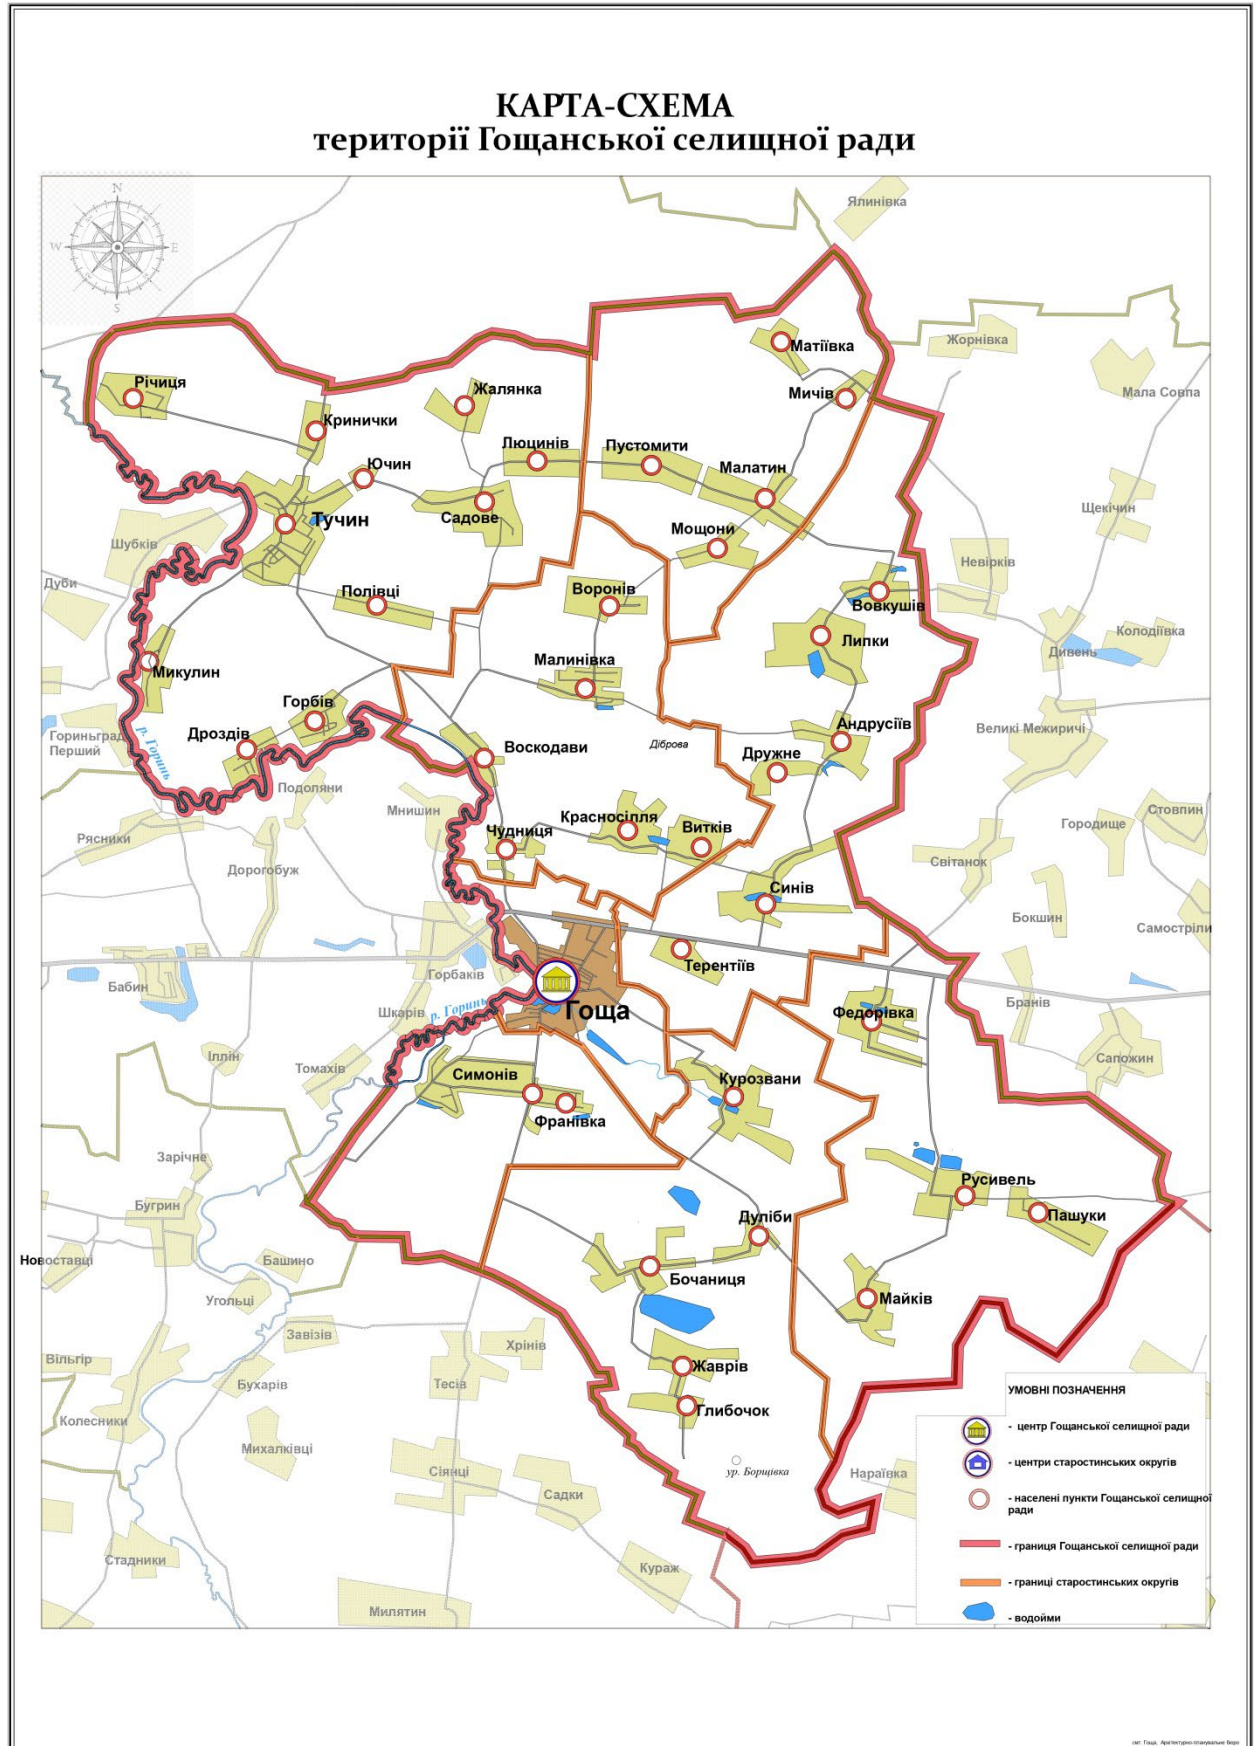 КАРТА-СХЕМА
території Гощанської селищної ради
N
W
E
S
Ялинівка
Жорнівка
Матіївка
Річиця
Жалянка
Мичів
Мала Совпа
Кринички
Люцинів
Пустомити
Ючин
Малатин
Тучин
Садове
Мощони
Щекічин
Шубків
Невірків
Дуби
Полівці
Воронів
Вовкушів
Липки
Колодіївка
Дивень
Микулин
Малинівка
Горбів
Дроздів
Гориньград
Перший
р. Горинь
Воскодави
Діброва
Дружне
Андрусіїв
Великі Межиричі
Подоляни
Мнишин
Рясники
Чудниця
Красносілля
Витків
Городище
Стовпин
Дорогобуж
Світанок
Синів
Бокшин
Самостріли
Бабин
Горбаків
Терентіїв
Шкарів
р. Горинь
Гоща
Федорівка
Бранів
Іллін
Томахів
Симонів
Курозвани
Сапожин
Франівка
Зарічне
Бугрин
Русивель
Дуліби
Пашуки
Новоставці
Башино
Бочаниця
Угольці
Майків
Завізів
Хрінів
Вільгір
Бухарів
Тесів
Жаврів
Глибочок
Колесники
Михалківці
Сіянці
ур. Борщівка
Нараївка
Садки
Стадники
Кураж
Милятин
УМОВНІ ПОЗНАЧЕННЯ
- центр Гощанської селищної ради
- центри старостинських округів
- населені пункти Гощанської селищної
ради
- границя Гощанської селищної ради
- границі старостинських округів
- водойми
смт. Гоща, Архітектурно-планувальне бюро